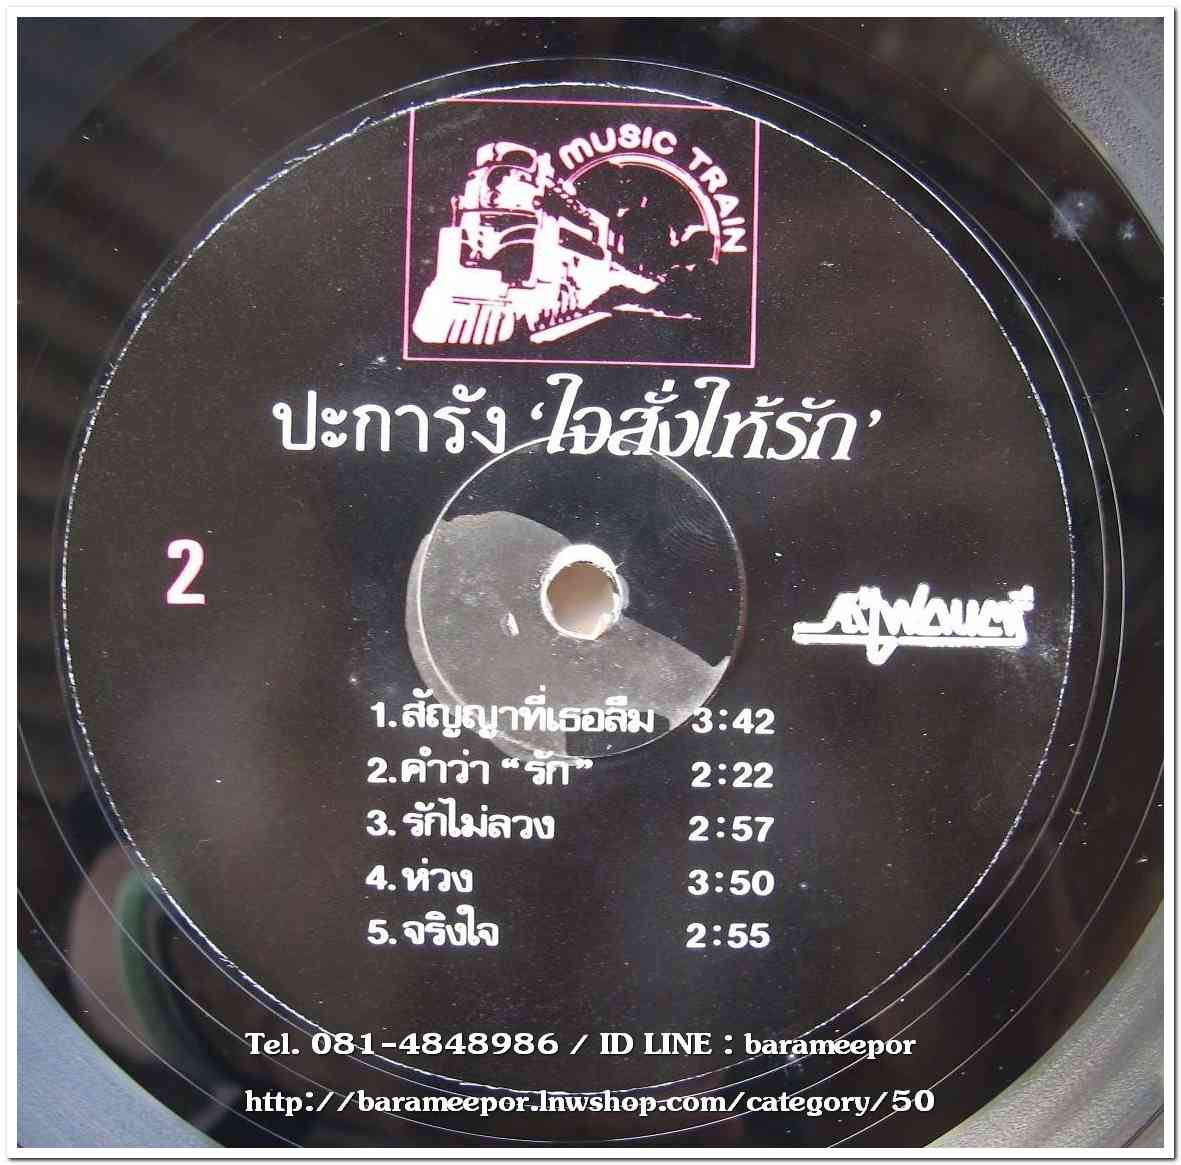 MUSIC TRAIN
ปะการัง ‘ใจสั่งให้รัก’
2
1. สัญญาที่เธอลืม 3:42
2. คำว่า “รัก” 2:22
3. รักไม่ลวง 2:57
4. ห่วง 3:50
5. จริงใจ 2:55
Tel. 081-4848986 / ID LINE : barameepor
http://barameepor.lnwshop.com/category/50